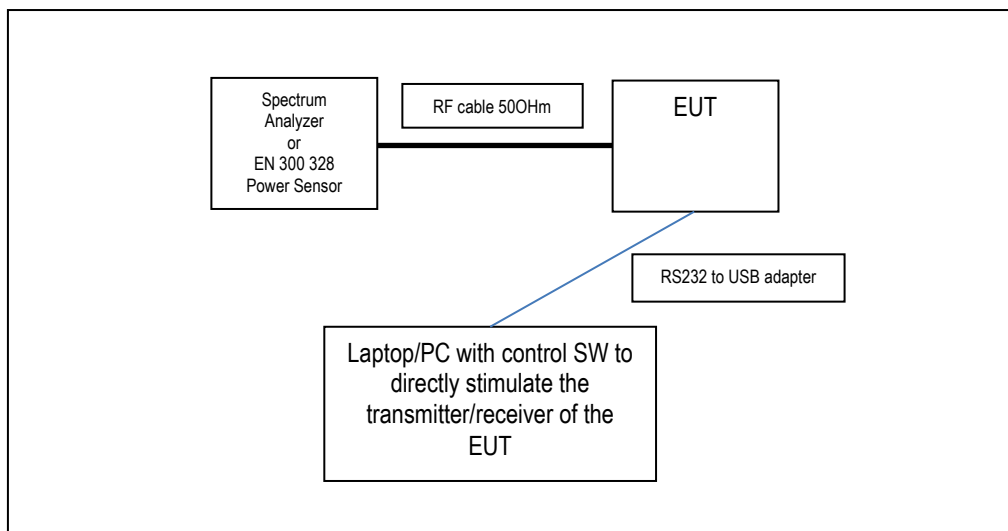 Spectrum
Analyzer
or
EN 300 328
Power Sensor
RF cable 50OHm
EUT
RS232 to USB adapter
Laptop/PC with control SW to
directly stimulate the
transmitter/receiver of the
EUT